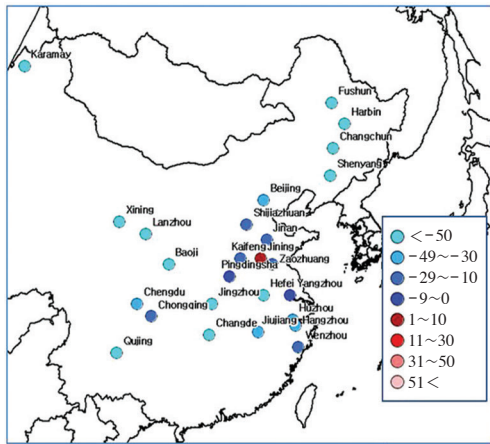 Karamay
Fushun
Harbin
Changchun
Shenyang
Beijing
Xining
Shijiazhuan
Lanzhou
Jinan
Baoji
Kaifeng Jining
Pingdingsha
Zaozhuang
Chengdu
Jingzhou
Hefei Yangzhou
Chongqing
Huzhou
Changde
Jiujiang
Hangzhou
Wenzhou
Qujing
<-50
-49~-30
-29~-10
-9~0
1~10
11~30
31~50
51<